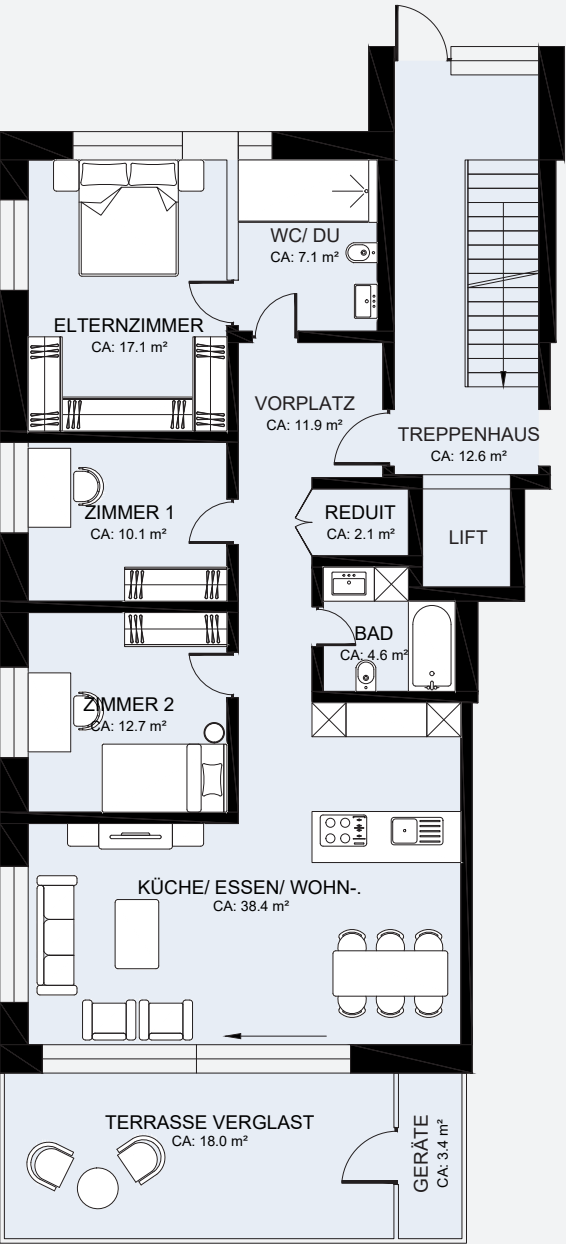 WC/ DU
CA: 7.1 m²
ELTERNZIMMER
CA: 17.1 m²
VORPLATZ
CA: 11.9 m²
TREPPENHAUS
CA: 12.6 m²
ZIMMER 1
CA: 10.1 m²
REDUIT
CA: 2.1 m²
LIFT
BAD
CA: 4.6 m²
ZIMMER 2
CA: 12.7 m²
KÜCHE/ ESSEN/ WOHN-.
CA: 38.4 m²
TERRASSE VERGLAST
CA: 18.0 m²
GERÄTE
CA: 3.4 m²